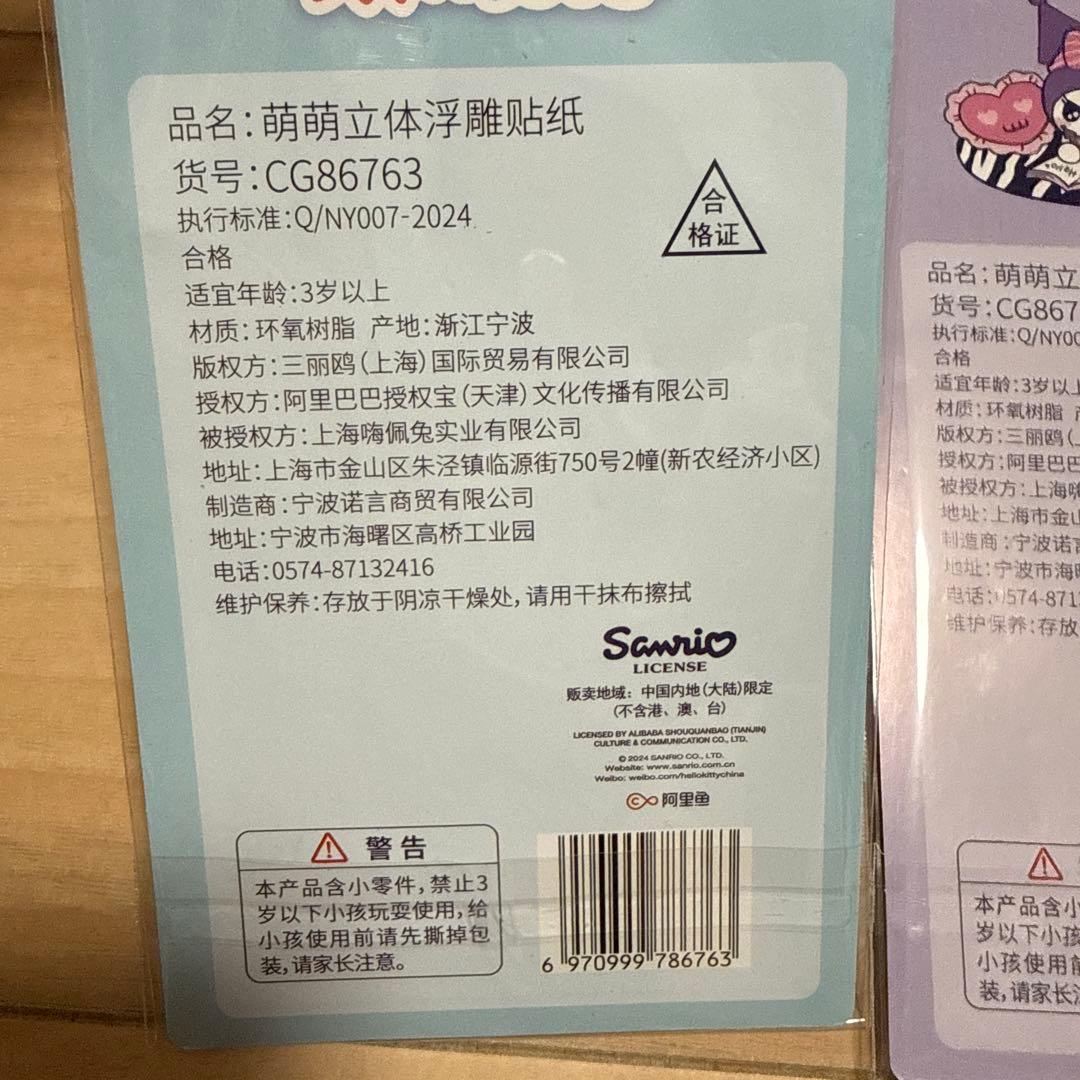 品名:萌萌立体浮雕贴纸
货号:CG86763
执行标准:Q/NY007-2024
合格
适宜年龄:3岁以上
材质:环氧树脂 产地:渐江宁波
版权方:三丽鸥(上海)国际贸易有限公司
授权方:阿里巴巴授权宝(天津)文化传播有限公司
被授权方:上海嗨佩兔实业有限公司
地址:上海市金山区朱泾镇临源街750号2幢(新农经济小区)
制造商:宁波诺言商贸有限公司
地址:宁波市海曙区高桥工业园
电话:0574-87132416
维护保养:存放于阴凉干燥处,请用干抹布擦拭
合
格证
Sanrio
LICENSE
贩卖地域: 中国内地(大陆)限定
(不含港、澳、台)
LICENSED BY ALIBABA SHOUQUANBAO (TIANJIN)
CULTURE & COMMUNICATION CO., LTD.
© 2024 SANRIO CO., LTD.
Website: www.sanrio.com.cn
Weibo: weibo.com/hellokittychina
阿里鱼
警告
本产品含小零件,禁止3
岁以下小孩玩耍使用,给
小孩使用前请先撕掉包
装,请家长注意。
6 970999 786763
品名:萌萌立
货号:CG867
执行标准:Q/NY00
合格
适宜年龄:3岁以上
材质:环氧树脂
版权方:三丽鸥(
授权方:阿里巴巴
被授权方:上海嗨
地址:上海市金山
制造商:宁波诺言
地址:宁波市海曙
电话:0574-871
维护保养:存放
本产品含小
岁以下小孩
小孩使用前
装,请家长注